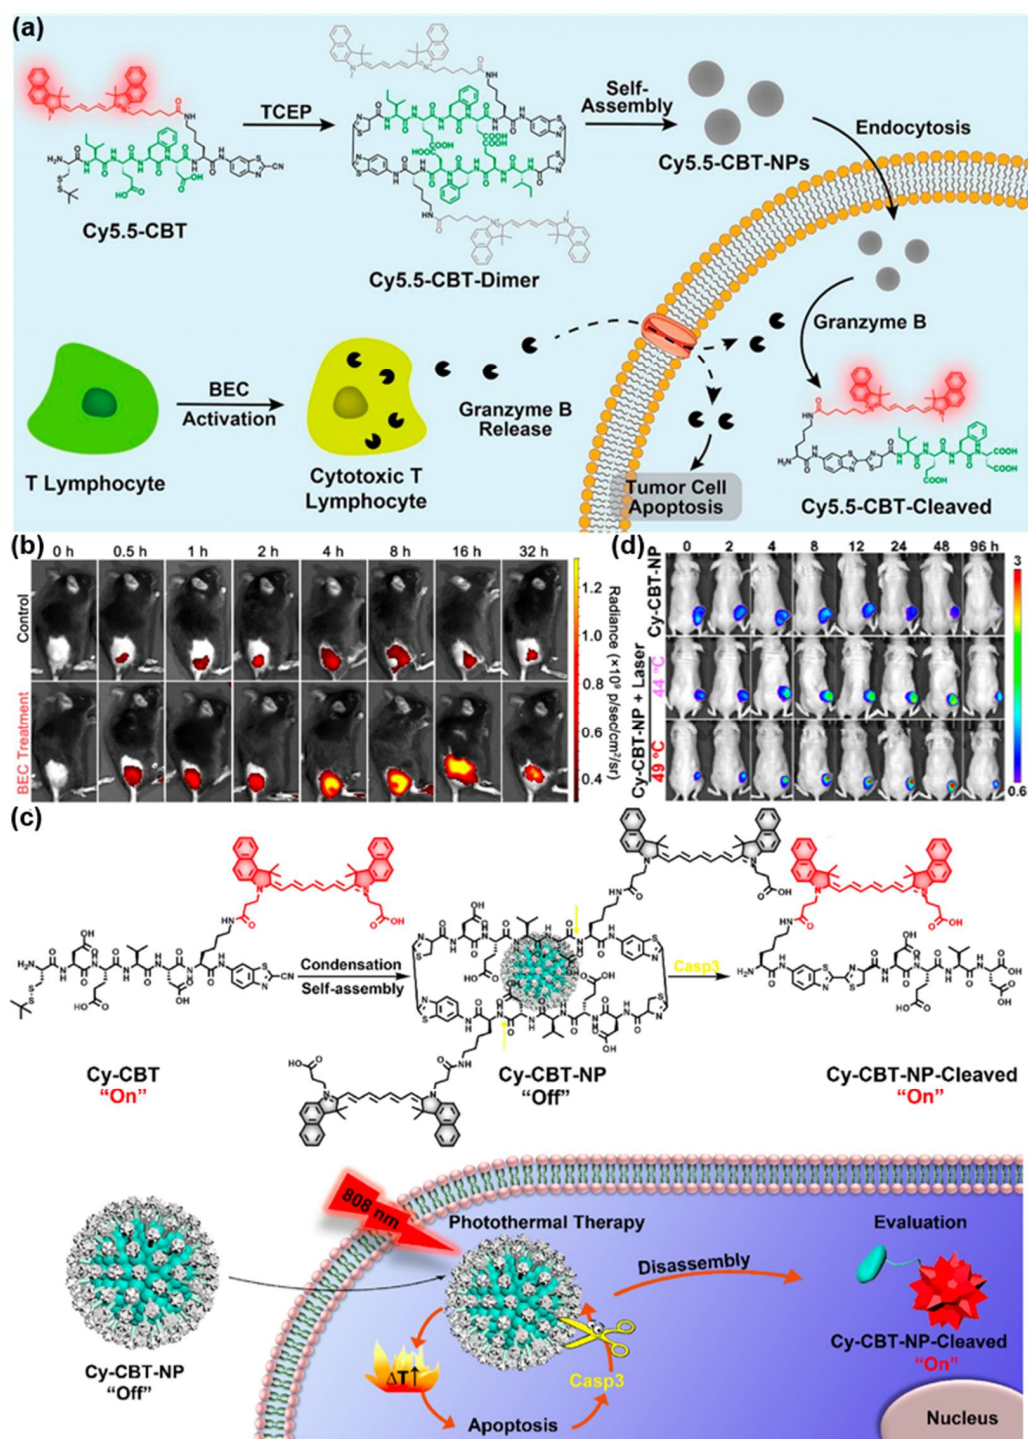 (a)
TCEP
Self-
Assembly
Endocytosis
Cy5.5-CBT-NPs
Cy5.5-CBT
Cy5.5-CBT-Dimer
Granzyme B
BEC
Activation
Granzyme B
Release
T Lymphocyte
Cytotoxic T
Lymphocyte
Tumor Cell
Apoptosis
Cy5.5-CBT-Cleaved
(b)
0 h 0.5 h 1 h 2 h 4 h 8 h 16 h 32 h
Control
BEC Treatment
1.2
1.0
0.8
0.6
0.4
Radiance (×10⁹ p/sec/cm²/sr)
(d)
0 2 4 8 12 24 48 96 h
Cy-CBT-NP
Cy-CBT-NP + Laser
44 °C
49 °C
3
0.6
(c)
Condensation
Self-assembly
Casp3
Cy-CBT
“On”
Cy-CBT-NP
“Off”
Cy-CBT-NP-Cleaved
“On”
808 nm
Photothermal Therapy
Evaluation
Disassembly
Cy-CBT-NP
“Off”
ΔT↑
Casp3
Apoptosis
Cy-CBT-NP-Cleaved
“On”
Nucleus